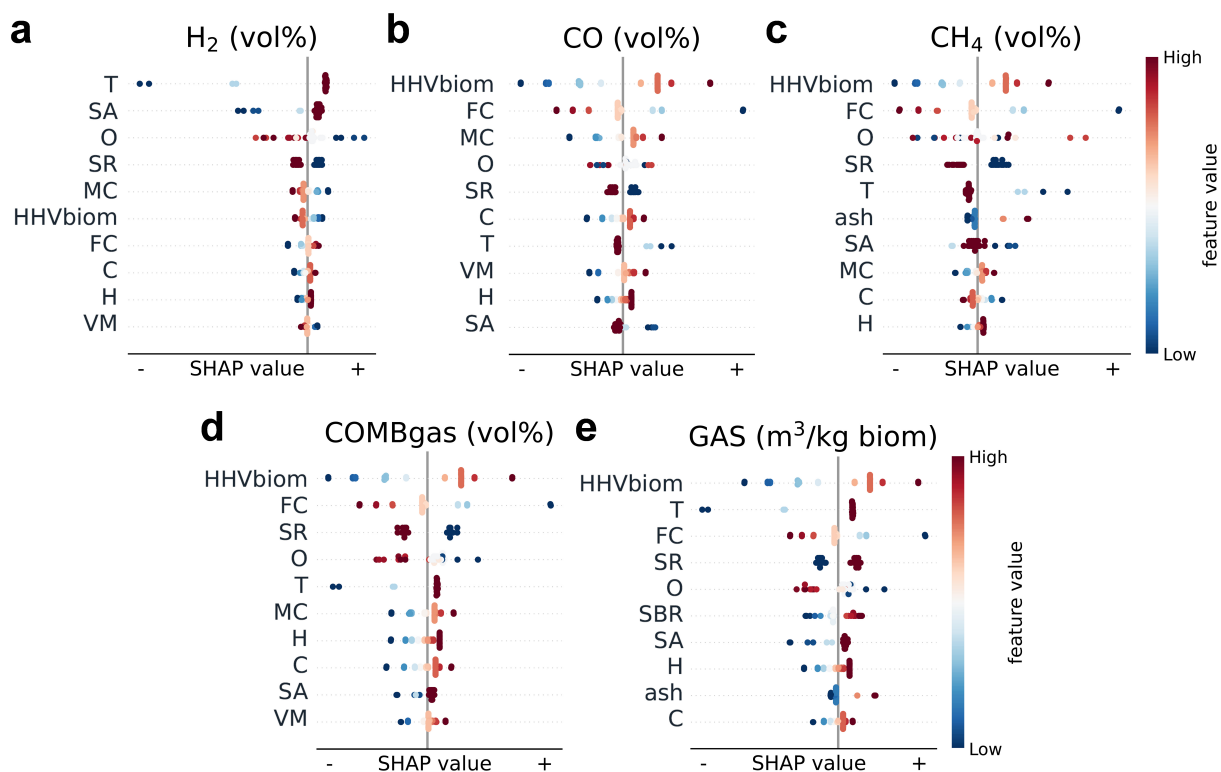 a
H2 (vol%)
T
SA
O
SR
MC
HHVbiom
FC
C
H
VM
- SHAP value +
b
CO (vol%)
HHVbiom
FC
MC
O
SR
C
T
VM
H
SA
- SHAP value +
c
CH4 (vol%)
HHVbiom
FC
O
SR
T
ash
SA
MC
C
H
- SHAP value +
High
feature value
Low
d
COMBgas (vol%)
HHVbiom
FC
SR
O
T
MC
H
C
SA
VM
- SHAP value +
e
GAS (m³/kg biom)
HHVbiom
T
FC
SR
O
SBR
SA
H
ash
C
- SHAP value +
High
feature value
Low